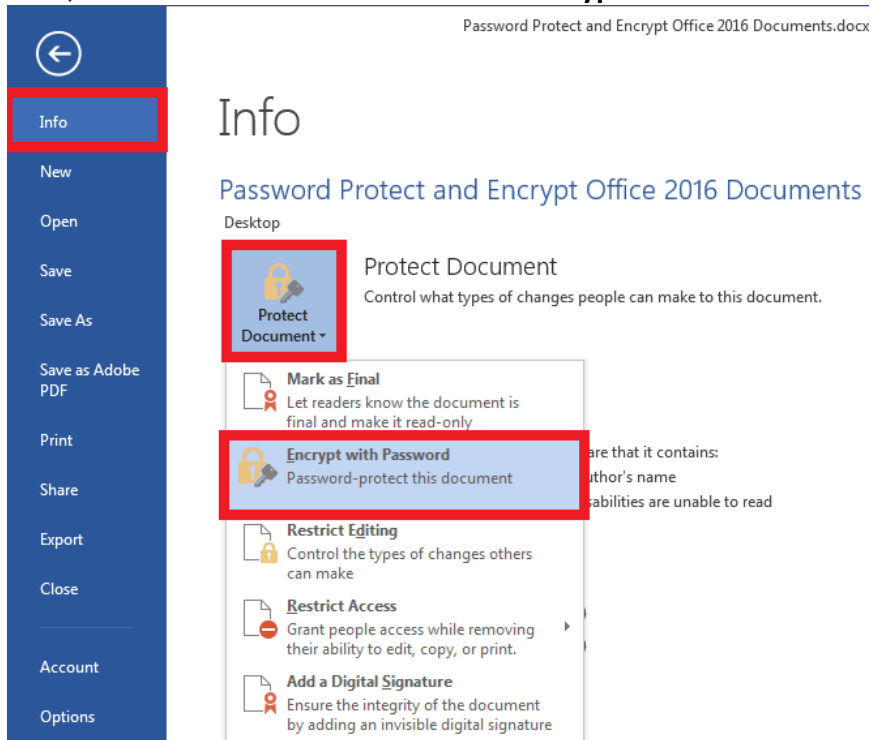 Password Protect and Encrypt Office 2016 Documents.docx
Info
New
Open
Save
Save As
Save as Adobe
PDF
Print
Share
Export
Close
Account
Options
Info
Password Protect and Encrypt Office 2016 Documents
Desktop
Protect
Document
Protect Document
Control what types of changes people can make to this document.
Mark as Final
Let readers know the document is
final and make it read-only
Encrypt with Password
Password-protect this document
are that it contains:
author's name
sabilities are unable to read
Restrict Editing
Control the types of changes others
can make
Restrict Access
Grant people access while removing
their ability to edit, copy, or print.
Add a Digital Signature
Ensure the integrity of the document
by adding an invisible digital signature